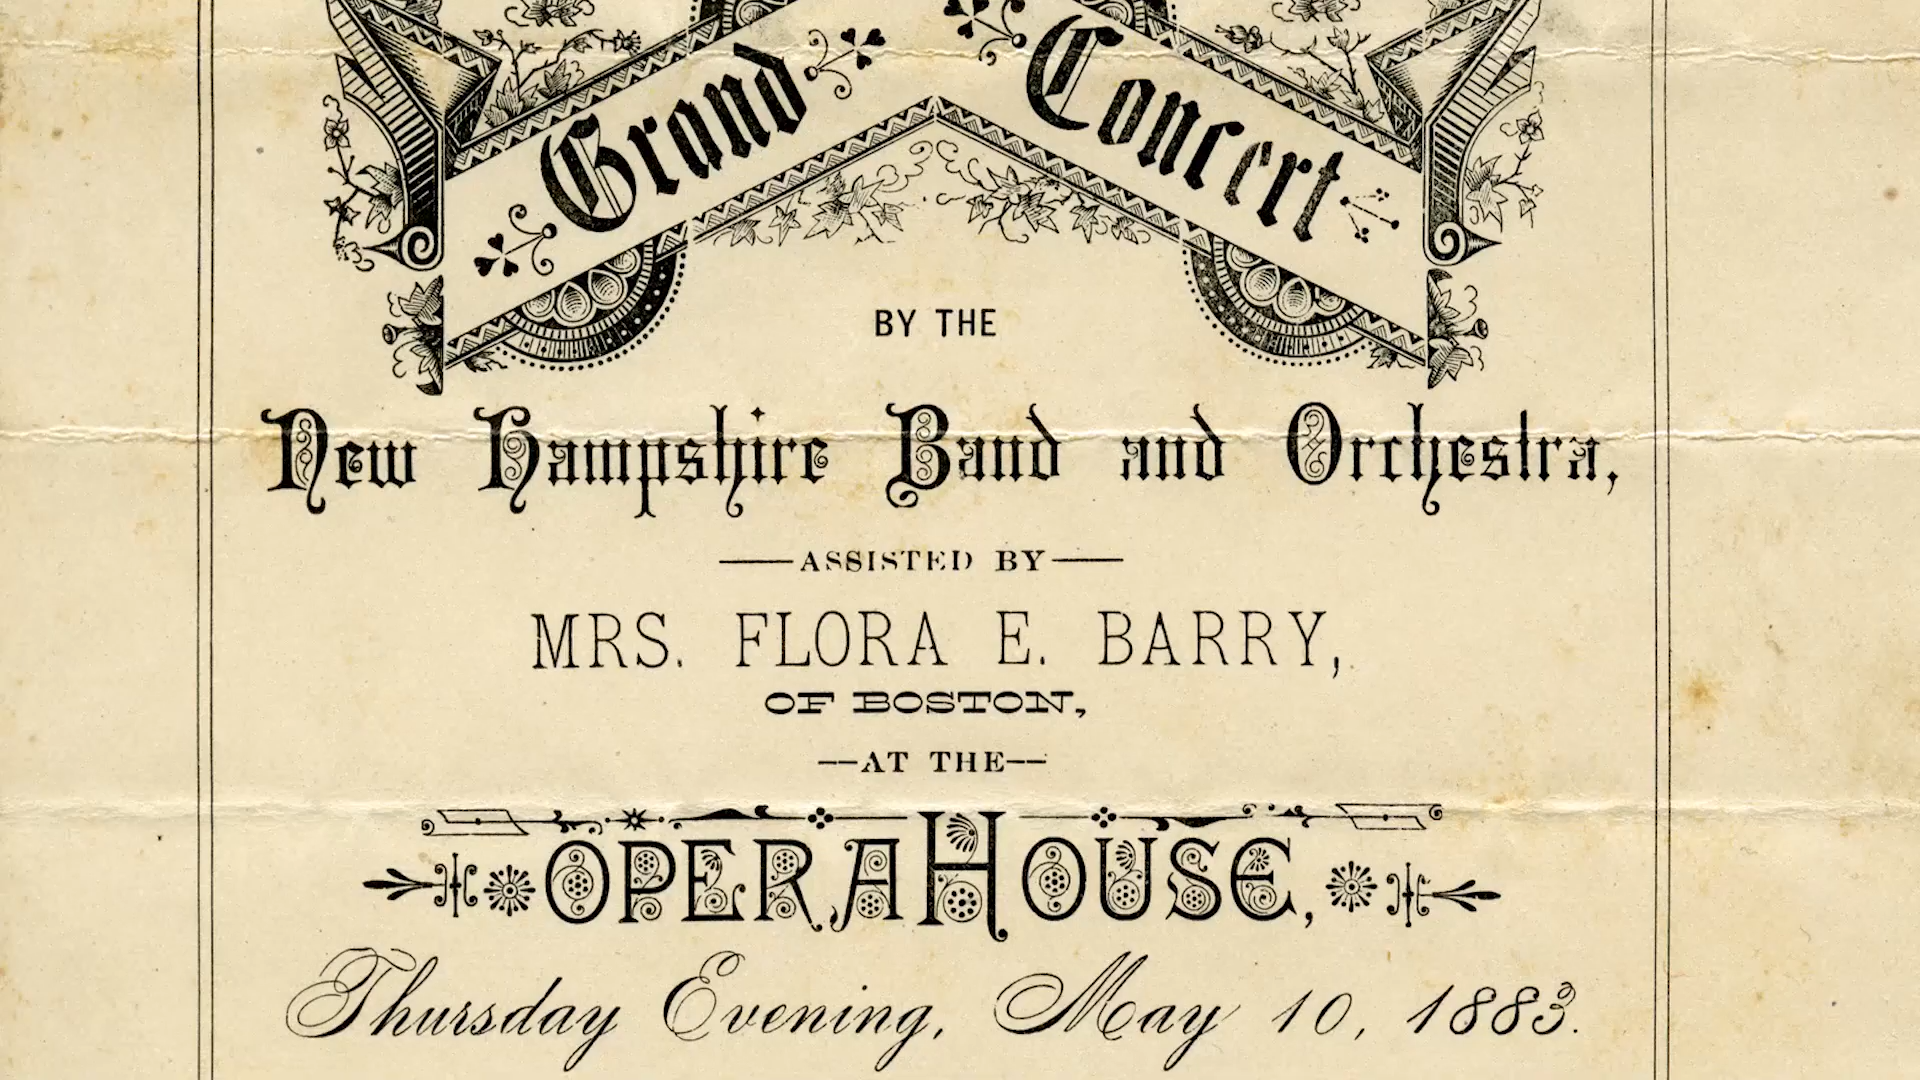 Grand Concert
BY THE
New Hampshire Band and Orchestra,
ASSISTED BY
MRS. FLORA E. BARRY,
OF BOSTON,
AT THE
OPERA HOUSE,
Thursday Evening, May 10, 1883.